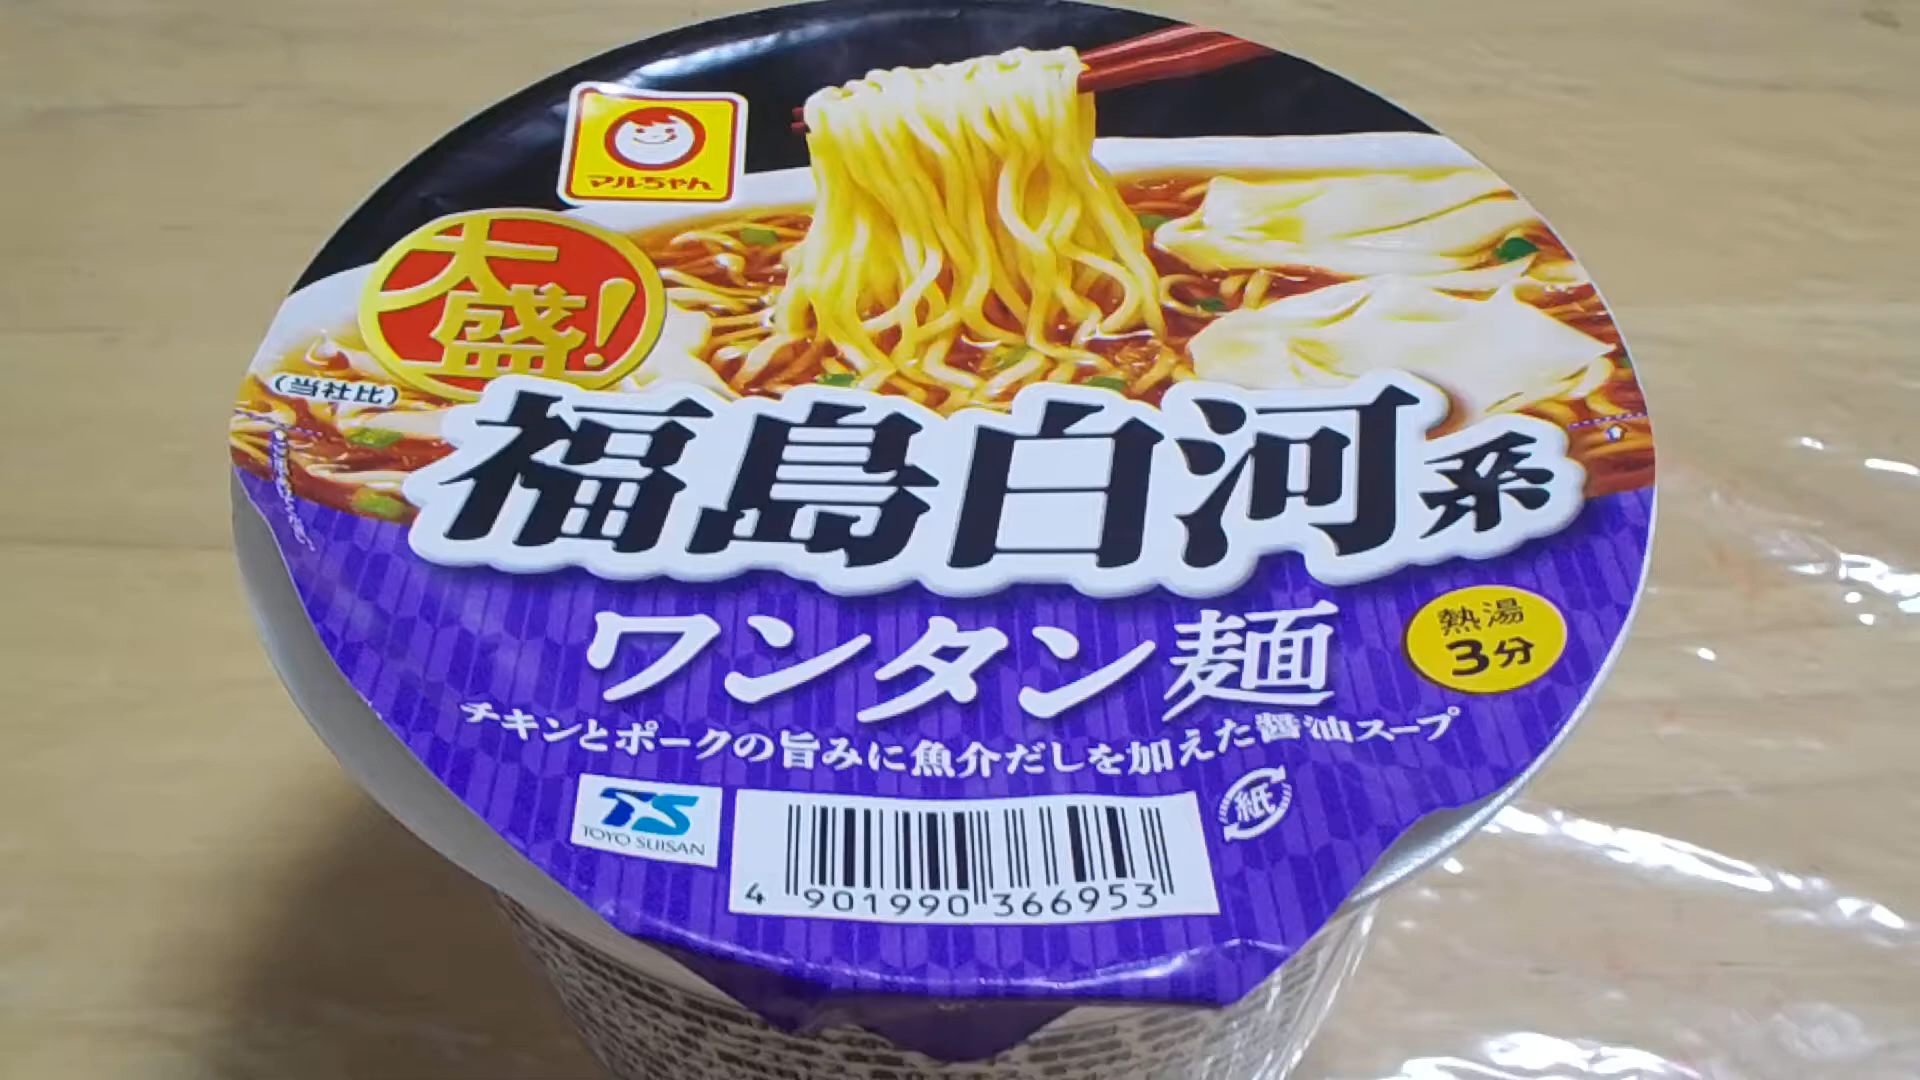 マルちゃん
大盛!
(当社比)
福島白河系
ワンタン麺
熱湯
3分
チキンとポークの旨みに魚介だしを加えた醤油スープ
TS
TOYO SUISAN
紙
4 901990 366953